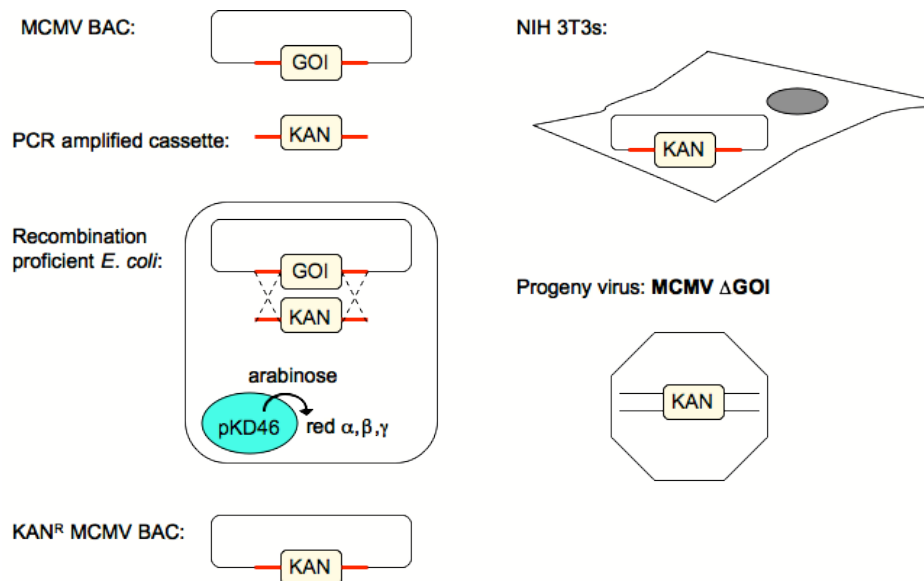 MCMV BAC:
GOI
PCR amplified cassette:
KAN
Recombination
proficient E. coli:
GOI
KAN
arabinose
pKD46
red α,β,γ
KANᴿ MCMV BAC:
KAN
NIH 3T3s:
KAN
Progeny virus: MCMV ΔGOI
KAN